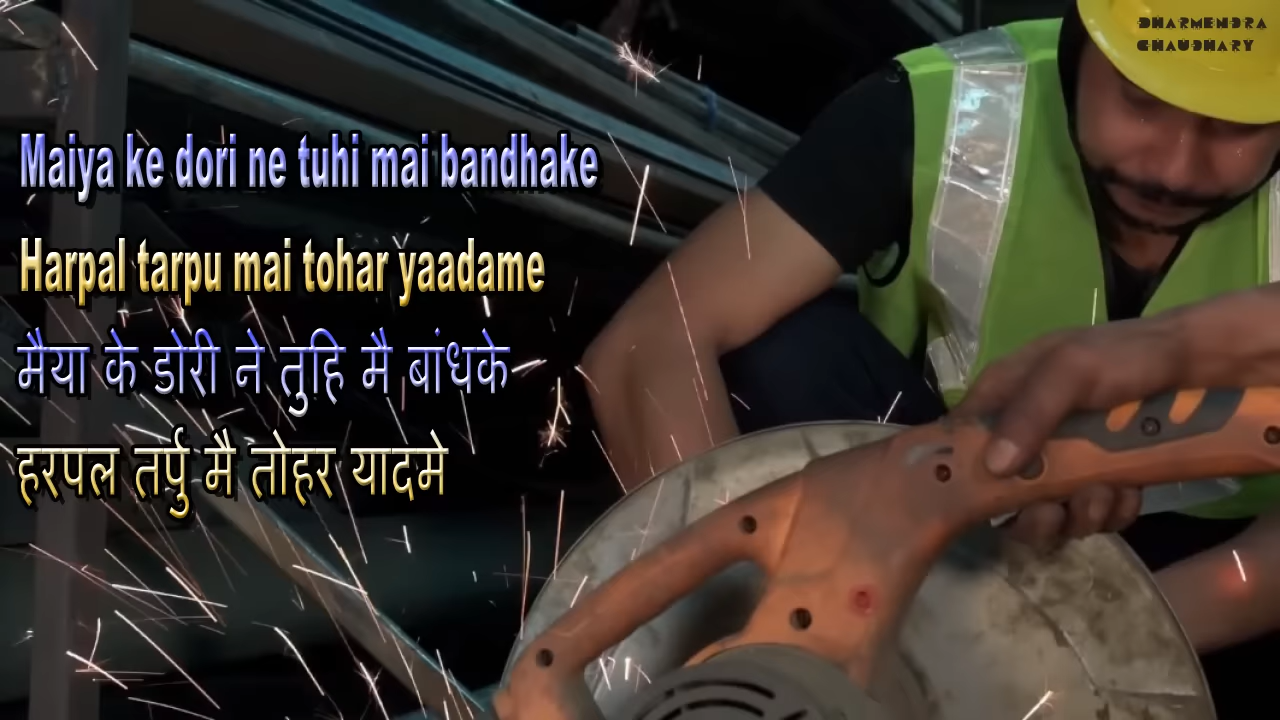 DHARMENDRA
CHAUDHARY
Maiya ke dori ne tuhi mai bandhake
Harpal tarpu mai tohar yaadame
मैया के डोरी ने तुहि मै बांधके
हरपल तर्पु मै तोहर यादमे